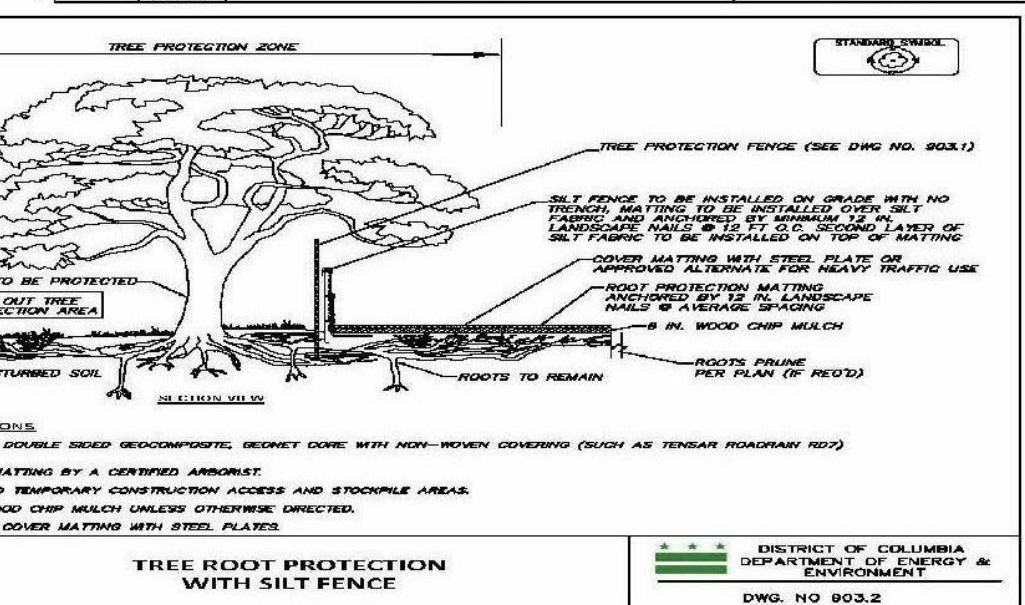 TREE PROTECTION ZONE
STANDARD SYMBOL
TREE PROTECTION FENCE (SEE DWG NO. 903.1)
SILT FENCE TO BE INSTALLED ON GRADE WITH NO
TRENCH, MATTING TO BE INSTALLED OVER SILT
FABRIC AND ANCHORED BY MINIMUM 12 IN.
LANDSCAPE NAILS @ 12 FT O.C. SECOND LAYER OF
SILT FABRIC TO BE INSTALLED ON TOP OF MATTING
COVER MATTING WITH STEEL PLATE OR
APPROVED ALTERNATE FOR HEAVY TRAFFIC USE
TO BE PROTECTED
ROOT PROTECTION MATTING
ANCHORED BY 12 IN. LANDSCAPE
NAILS @ AVERAGE SPACING
OUT TREE
ECTION AREA
6 IN. WOOD CHIP MULCH
ROOTS PRUNE
PER PLAN (IF REQ'D)
TURBED SOIL
ROOTS TO REMAIN
SECTION VIEW
ONS
DOUBLE SIDED GEOCOMPOSITE, GEONET CORE WITH NON-WOVEN COVERING (SUCH AS TENSAR ROADRAIN RD7)
ATTING BY A CERTIFIED ARBORIST.
TEMPORARY CONSTRUCTION ACCESS AND STOCKPILE AREAS.
OOD CHIP MULCH UNLESS OTHERWISE DIRECTED.
COVER MATTING WITH STEEL PLATES.
TREE ROOT PROTECTION
WITH SILT FENCE
DISTRICT OF COLUMBIA
DEPARTMENT OF ENERGY &
ENVIRONMENT
DWG. NO 903.2